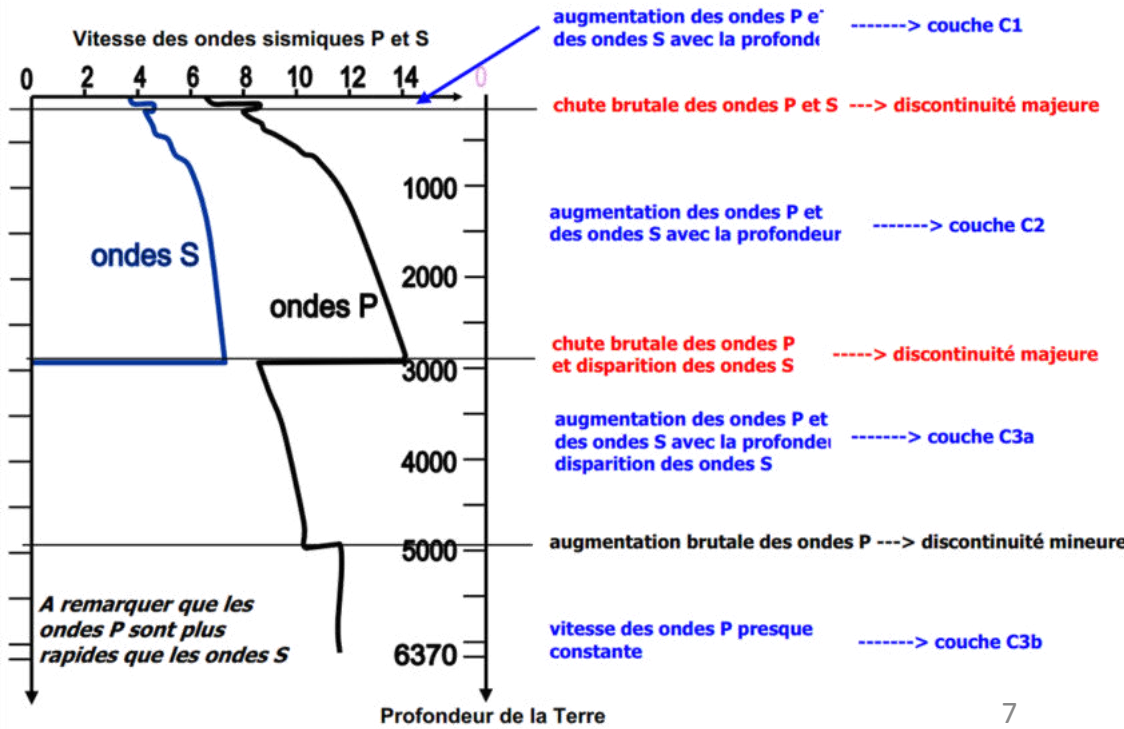 augmentation des ondes P et
des ondes S avec la profonde
-------> couche C1
Vitesse des ondes sismiques P et S
0 2 4 6 8 10 12 14
0
chute brutale des ondes P et S ---> discontinuité majeure
1000
augmentation des ondes P et
des ondes S avec la profondeur
-------> couche C2
ondes S
2000
ondes P
chute brutale des ondes P
et disparition des ondes S
-----> discontinuité majeure
3000
augmentation des ondes P et
des ondes S avec la profondeu
disparition des ondes S
-------> couche C3a
4000
5000
augmentation brutale des ondes P ---> discontinuité mineure
A remarquer que les
ondes P sont plus
rapides que les ondes S
vitesse des ondes P presque
constante
-------> couche C3b
6370
Profondeur de la Terre
7